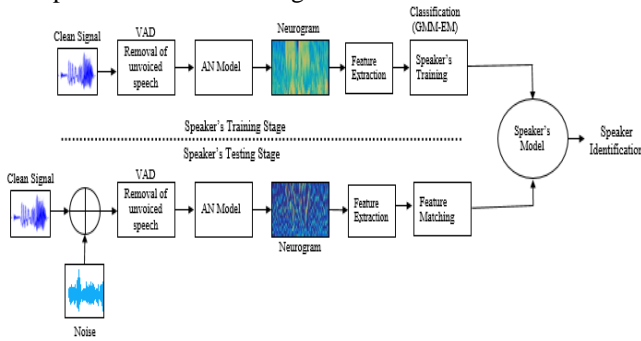 Classification
(GMM-EM)
Clean Signal
VAD
Neurogram
Removal of
unvoiced
speech
AN Model
Feature
Extraction
Speaker's
Training
Speaker's Training Stage
Speaker's Testing Stage
Speaker's
Model
Speaker
Identification
Clean Signal
VAD
Removal of
unvoiced
speech
AN Model
Neurogram
Feature
Extraction
Feature
Matching
Noise